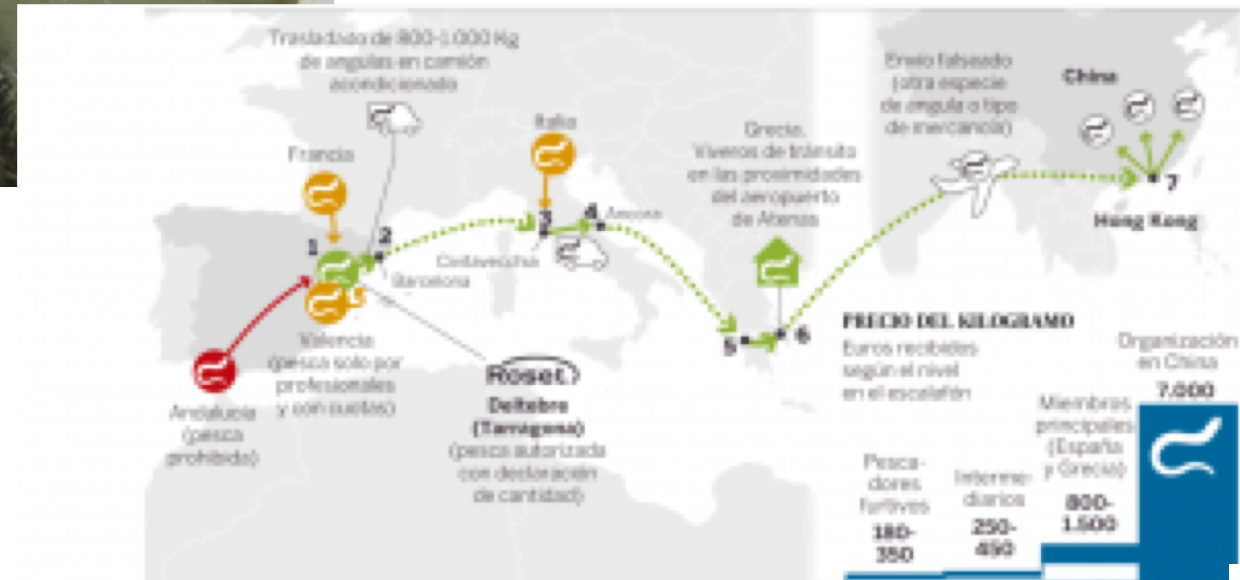 Trasladado de 800-1.000 Kg
de angulas en camión
acondicionado
Francia
Italia
Grecia.
Viveros de tránsito
en las proximidades
del aeropuerto
de Atenas
Envío falseado
(otra especie
de angula o tipo
de mercancía)
China
1
2
3
4
Ancona
Civitavecchia
Barcelona
5
6
7
Hong Kong
Valencia
(pesca solo por
profesionales
y con cuotas)
Andalucía
(pesca
prohibida)
Roset
Deltebre
(Tarragona)
(pesca autorizada
con declaración
de cantidad)
PRECIO DEL KILOGRAMO
Euros recibidos
según el nivel
en el escalafón
Pesca-
dores
furtivos
180-
350
Interme-
diarios
250-
450
Miembros
principales
(España
y Grecia)
800-
1.500
Organización
en China
7.000